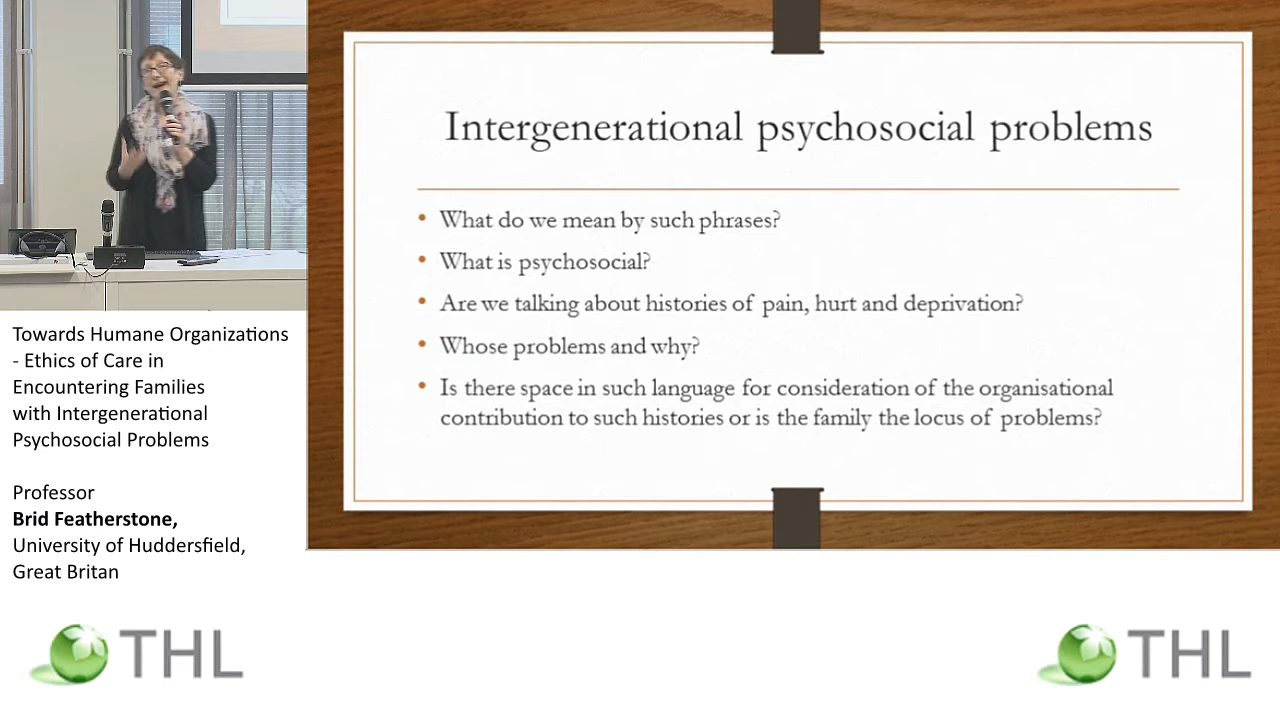 Intergenerational psychosocial problems
• What do we mean by such phrases?
• What is psychosocial?
• Are we talking about histories of pain, hurt and deprivation?
• Whose problems and why?
• Is there space in such language for consideration of the organisational
contribution to such histories or is the family the locus of problems?
Towards Humane Organizations
- Ethics of Care in
Encountering Families
with Intergenerational
Psychosocial Problems
Professor
Brid Featherstone,
University of Huddersfield,
Great Britan
THL
THL